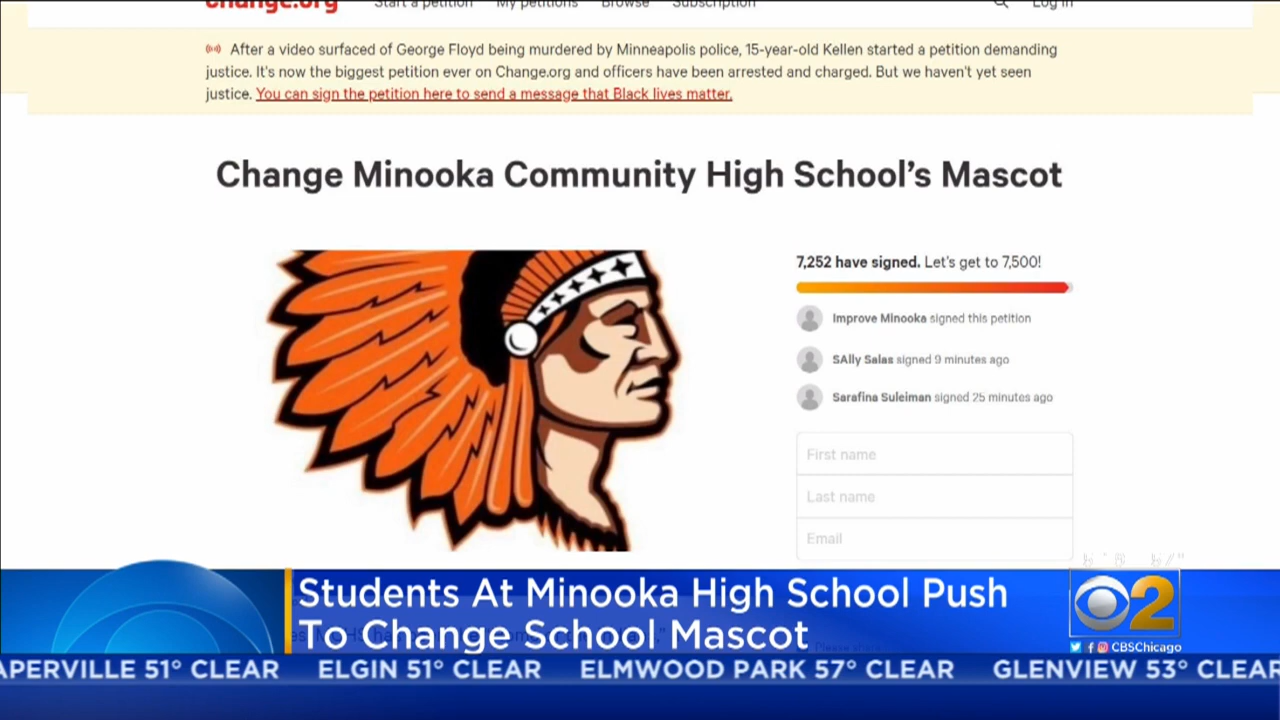 change.org Start a petition My petitions Browse Subscription Log in
After a video surfaced of George Floyd being murdered by Minneapolis police, 15-year-old Kellen started a petition demanding
justice. It's now the biggest petition ever on Change.org and officers have been arrested and charged. But we haven't yet seen
justice. You can sign the petition here to send a message that Black lives matter.
Change Minooka Community High School's Mascot
7,252 have signed. Let's get to 7,500!
Improve Minooka signed this petition
SAlly Salas signed 9 minutes ago
Sarafina Suleiman signed 25 minutes ago
First name
Last name
Email
Students At Minooka High School Push
To Change School Mascot
2
CBSChicago
APERVILLE 51° CLEAR ELGIN 51° CLEAR ELMWOOD PARK 57° CLEAR GLENVIEW 53° CLEAR